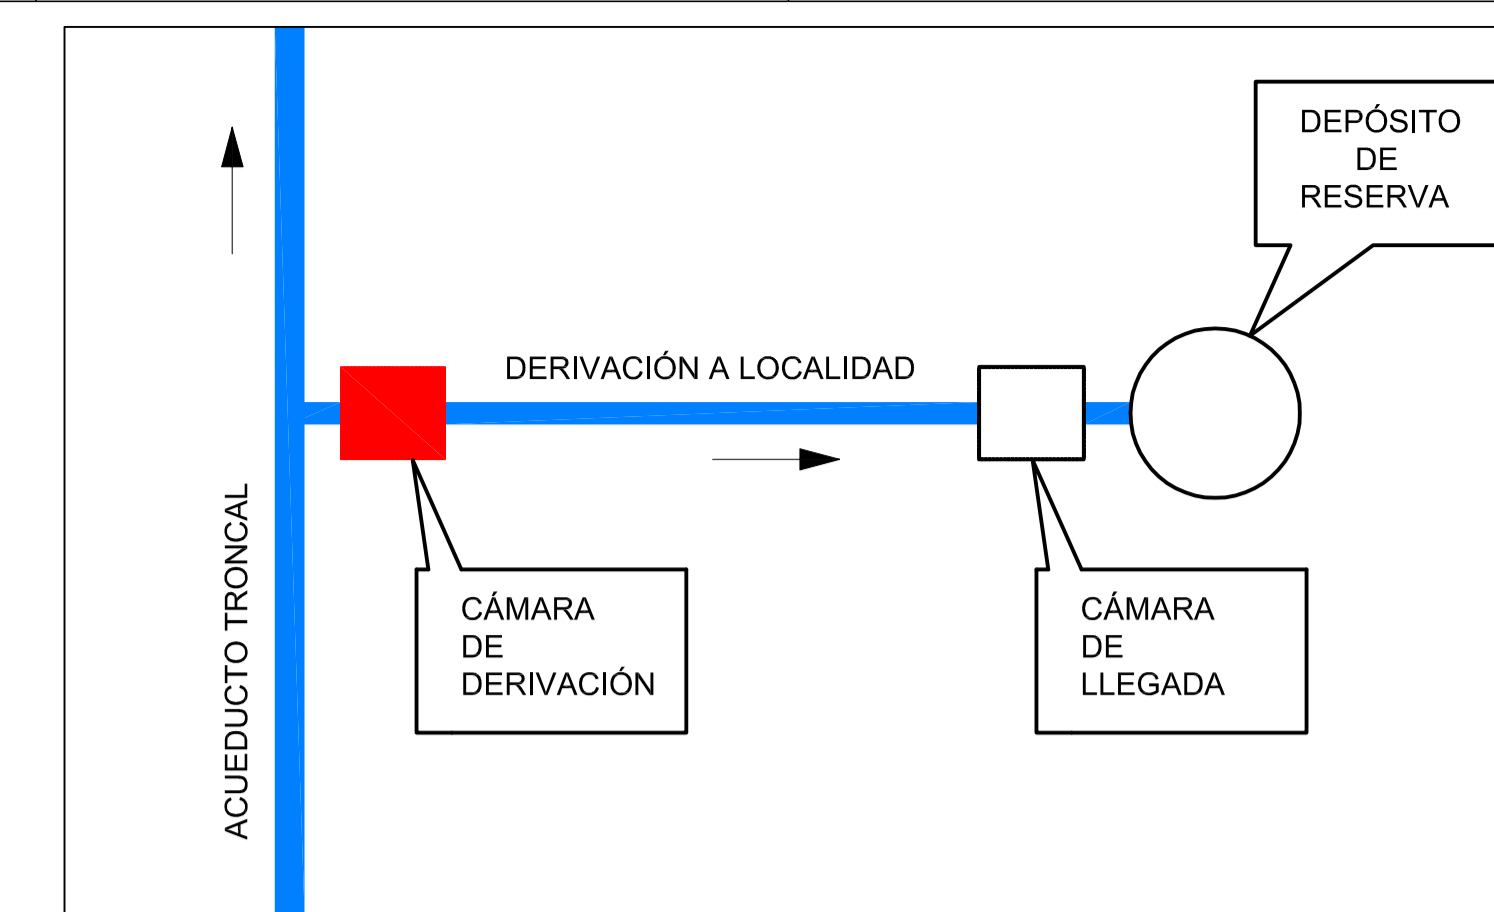 DEPÓSITO
DE
RESERVA
DERIVACIÓN A LOCALIDAD
ACUEDUCTO TRONCAL
CÁMARA
DE
DERIVACIÓN
CÁMARA
DE
LLEGADA